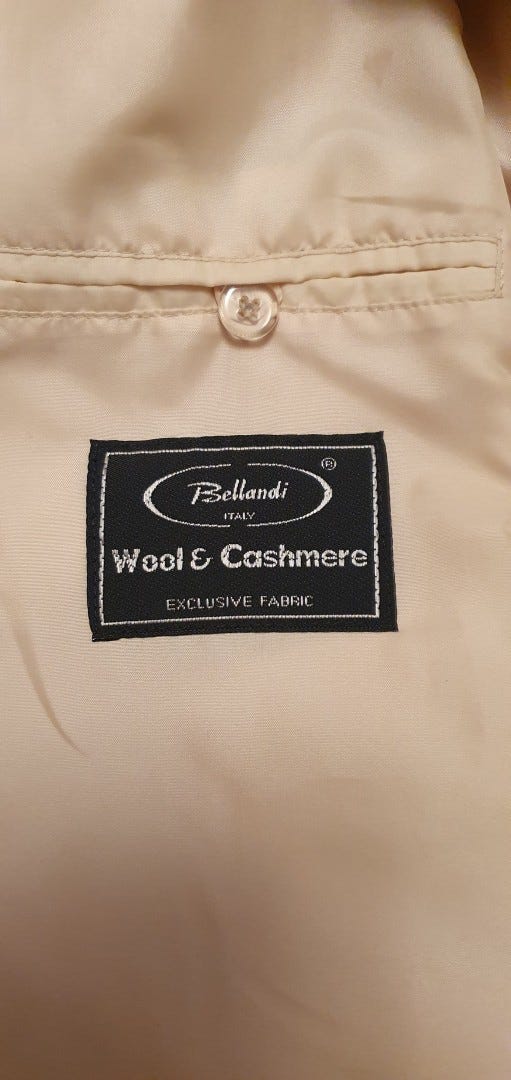 Bellandi ®
ITALY
Wool & Cashmere
EXCLUSIVE FABRIC